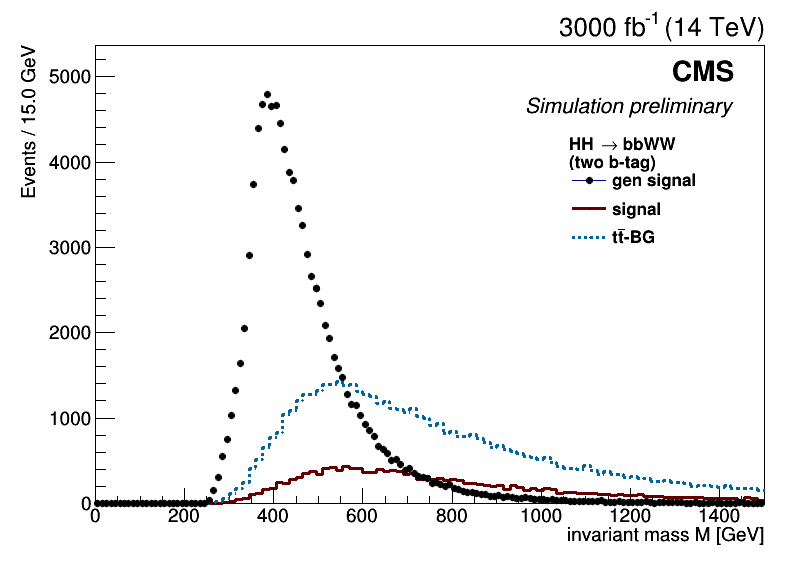 3000 fb⁻¹ (14 TeV)
CMS
Simulation preliminary
HH → bbWW
(two b-tag)
gen signal
signal
tt̄-BG
Events / 15.0 GeV
5000
4000
3000
2000
1000
0
0 200 400 600 800 1000 1200 1400
invariant mass M [GeV]